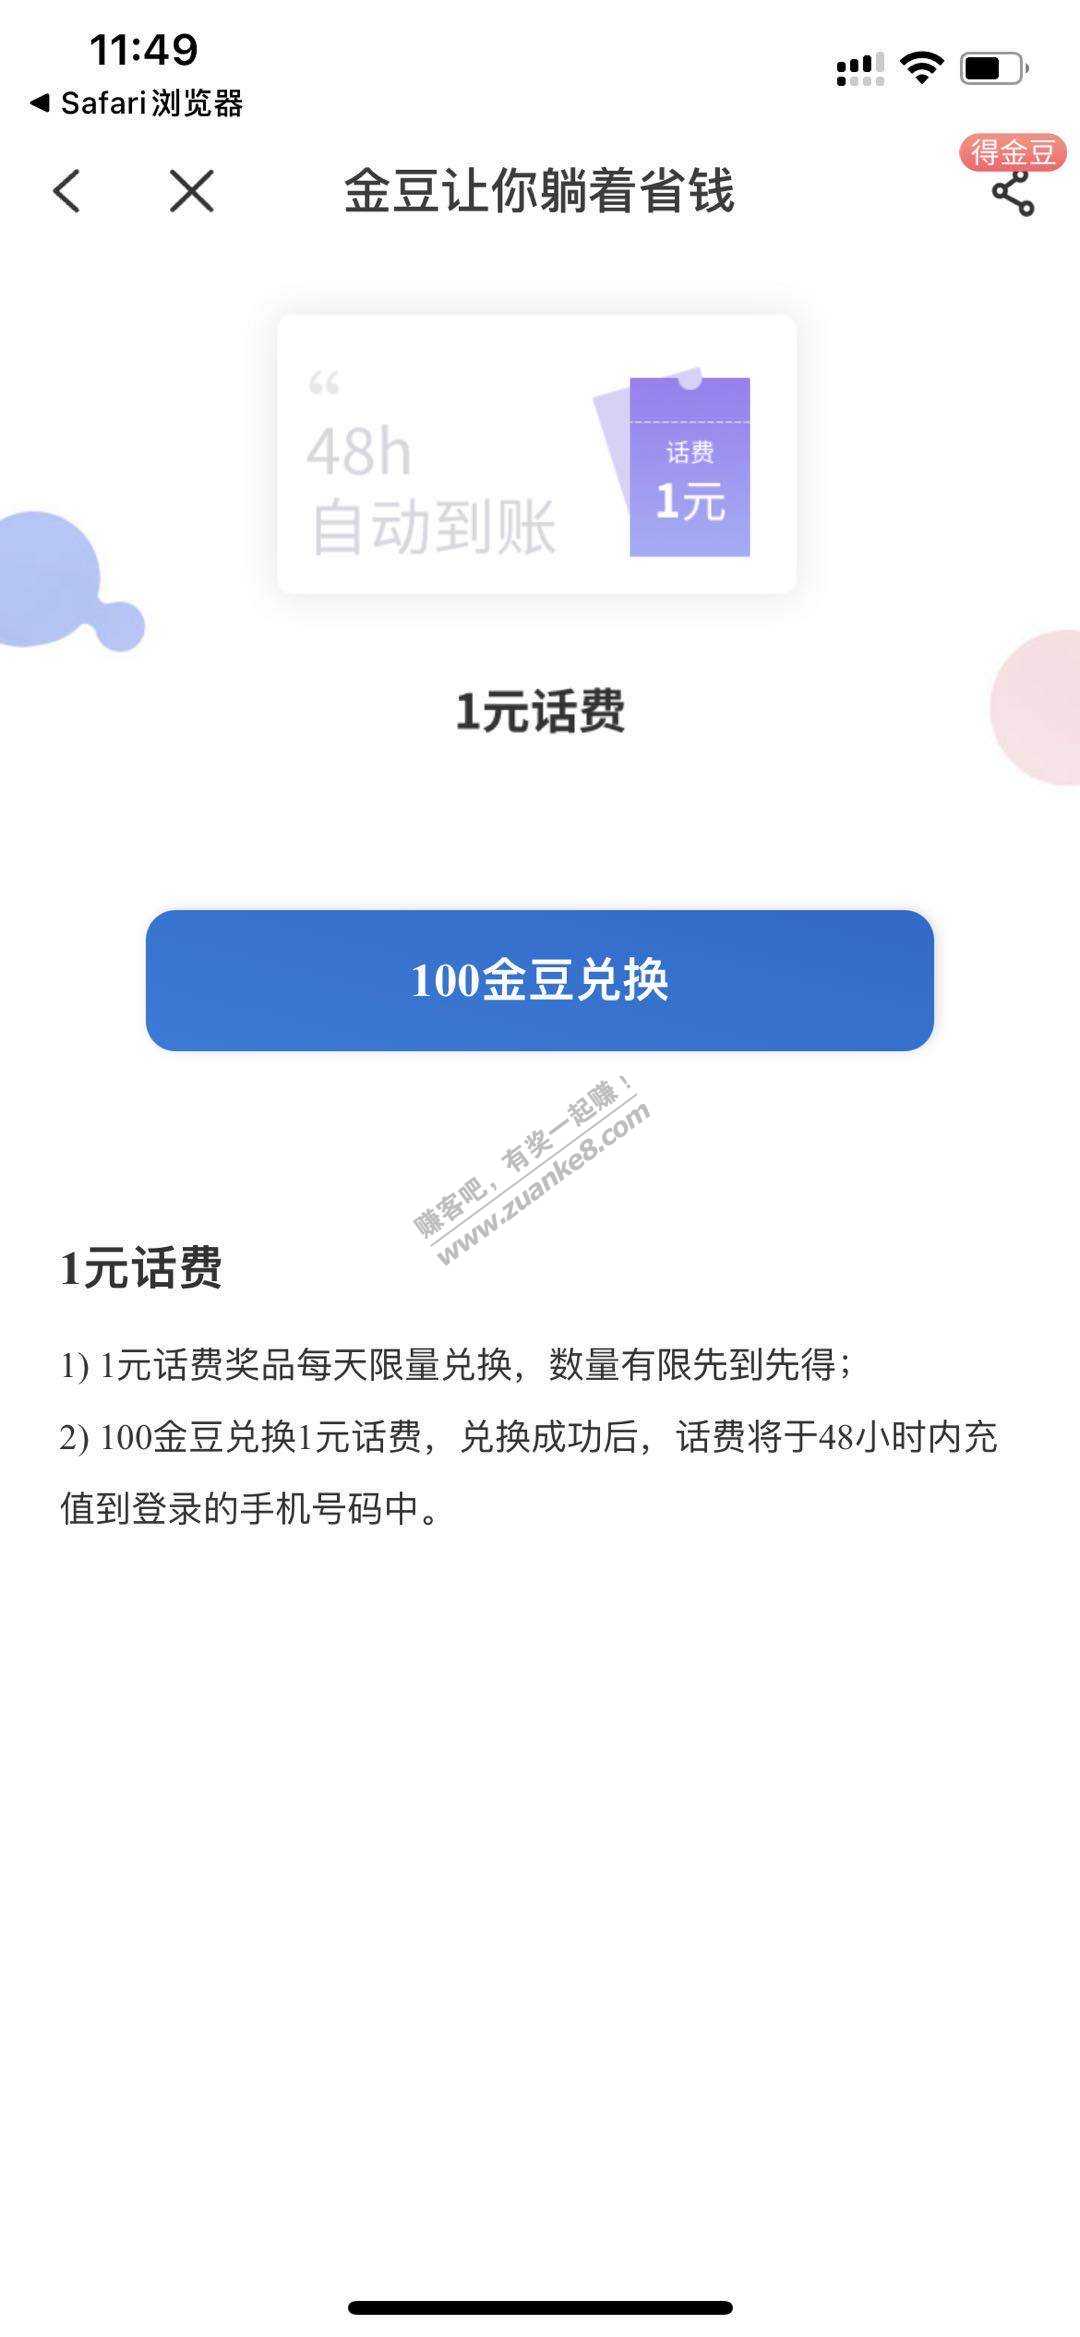 11:49
Safari浏览器
得金豆
金豆让你躺着省钱
“
48h
自动到账
话费
1元
1元话费
100金豆兑换
赚客吧，有奖一起赚！
www.zuanke8.com
1元话费
1) 1元话费奖品每天限量兑换，数量有限先到先得；
2) 100金豆兑换1元话费，兑换成功后，话费将于48小时内充
值到登录的手机号码中。